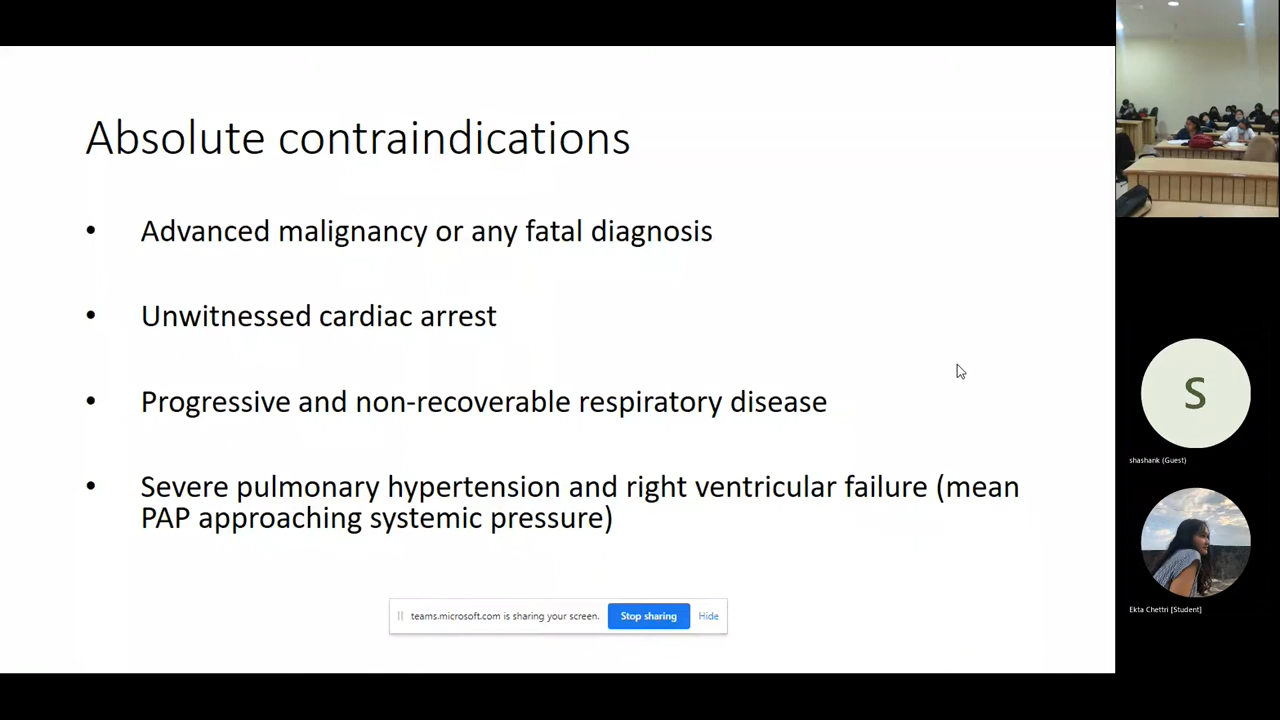 Absolute contraindications
• Advanced malignancy or any fatal diagnosis
• Unwitnessed cardiac arrest
• Progressive and non-recoverable respiratory disease
• Severe pulmonary hypertension and right ventricular failure (mean
PAP approaching systemic pressure)
teams.microsoft.com is sharing your screen. Stop sharing Hide
S
shashank (Guest)
Ekta Chettri [Student]